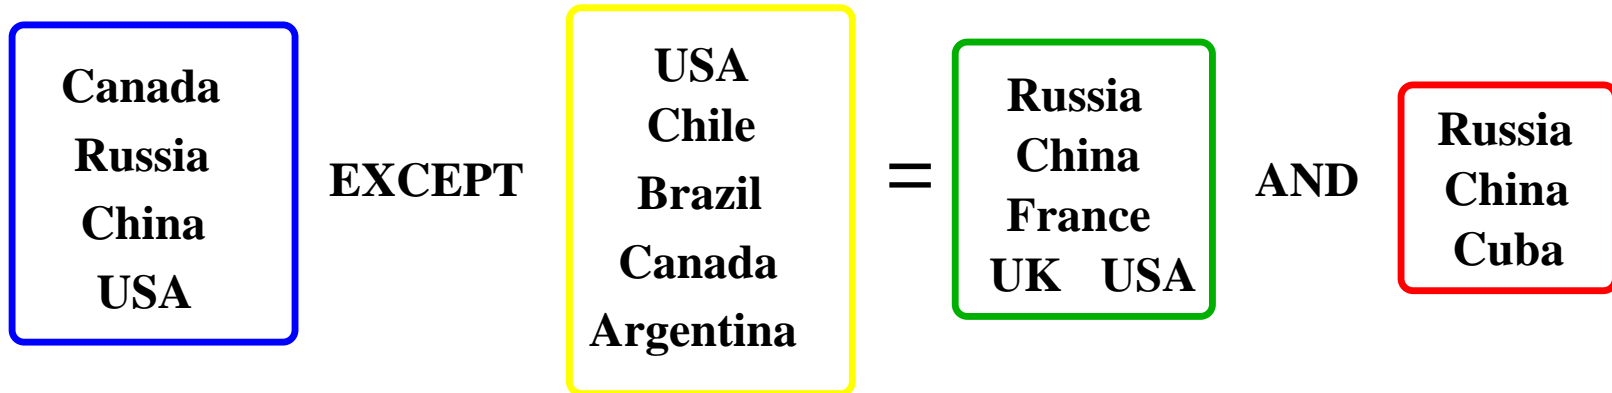 Canada
Russia
China
USA
EXCEPT
USA
Chile
Brazil
Canada
Argentina
=
Russia
China
France
UK USA
AND
Russia
China
Cuba